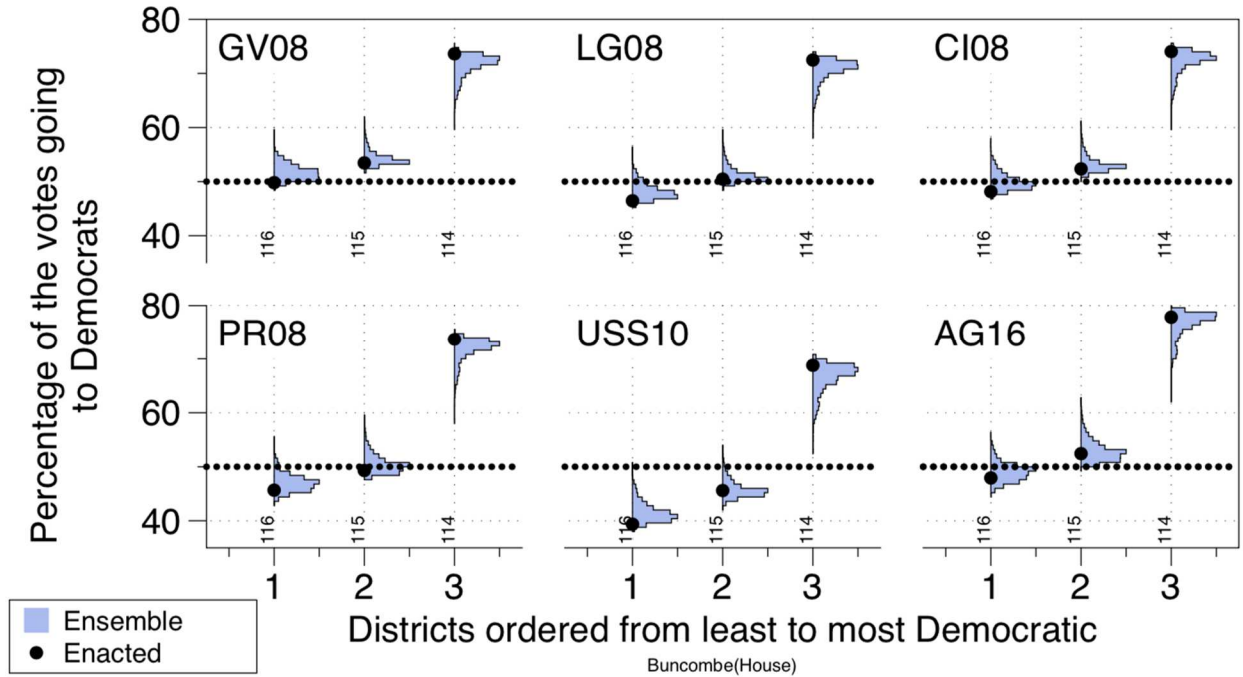 Percentage of the votes going
to Democrats
80
60
40
GV08
116
115
114
LG08
116
115
114
CI08
116
115
114
80
60
40
PR08
116
115
114
USS10
116
115
114
AG16
116
115
114
1 2 3 1 2 3 1 2 3
Districts ordered from least to most Democratic
Buncombe(House)
Ensemble
Enacted